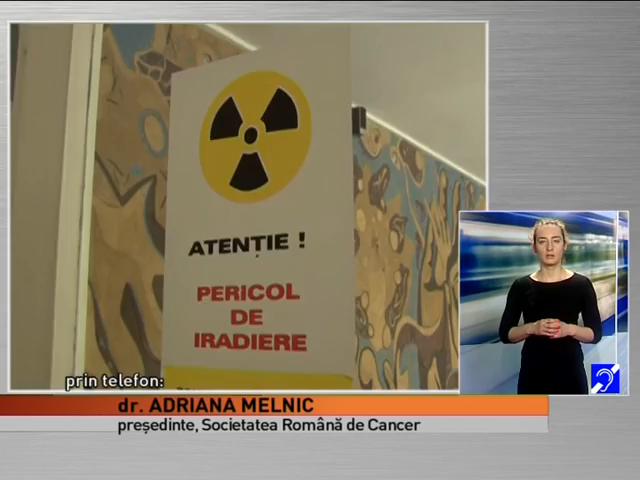 ATENȚIE !
PERICOL
DE
IRADIERE
prin telefon:
dr. ADRIANA MELNIC
președinte, Societatea Română de Cancer